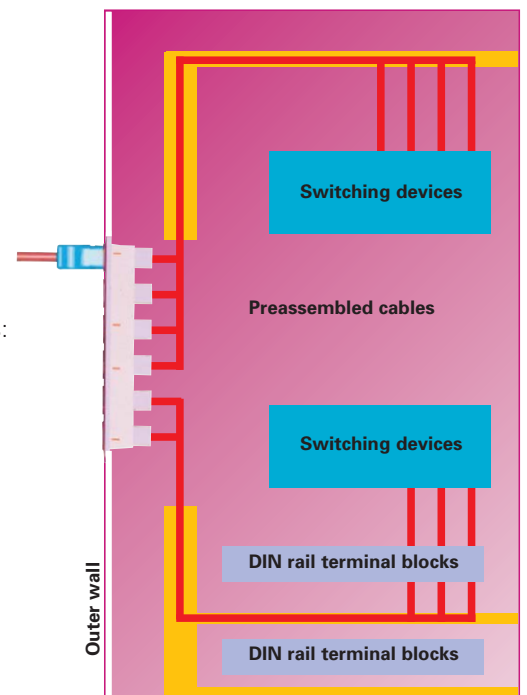 Switching devices
Preassembled cables
:
Switching devices
DIN rail terminal blocks
DIN rail terminal blocks
Outer wall